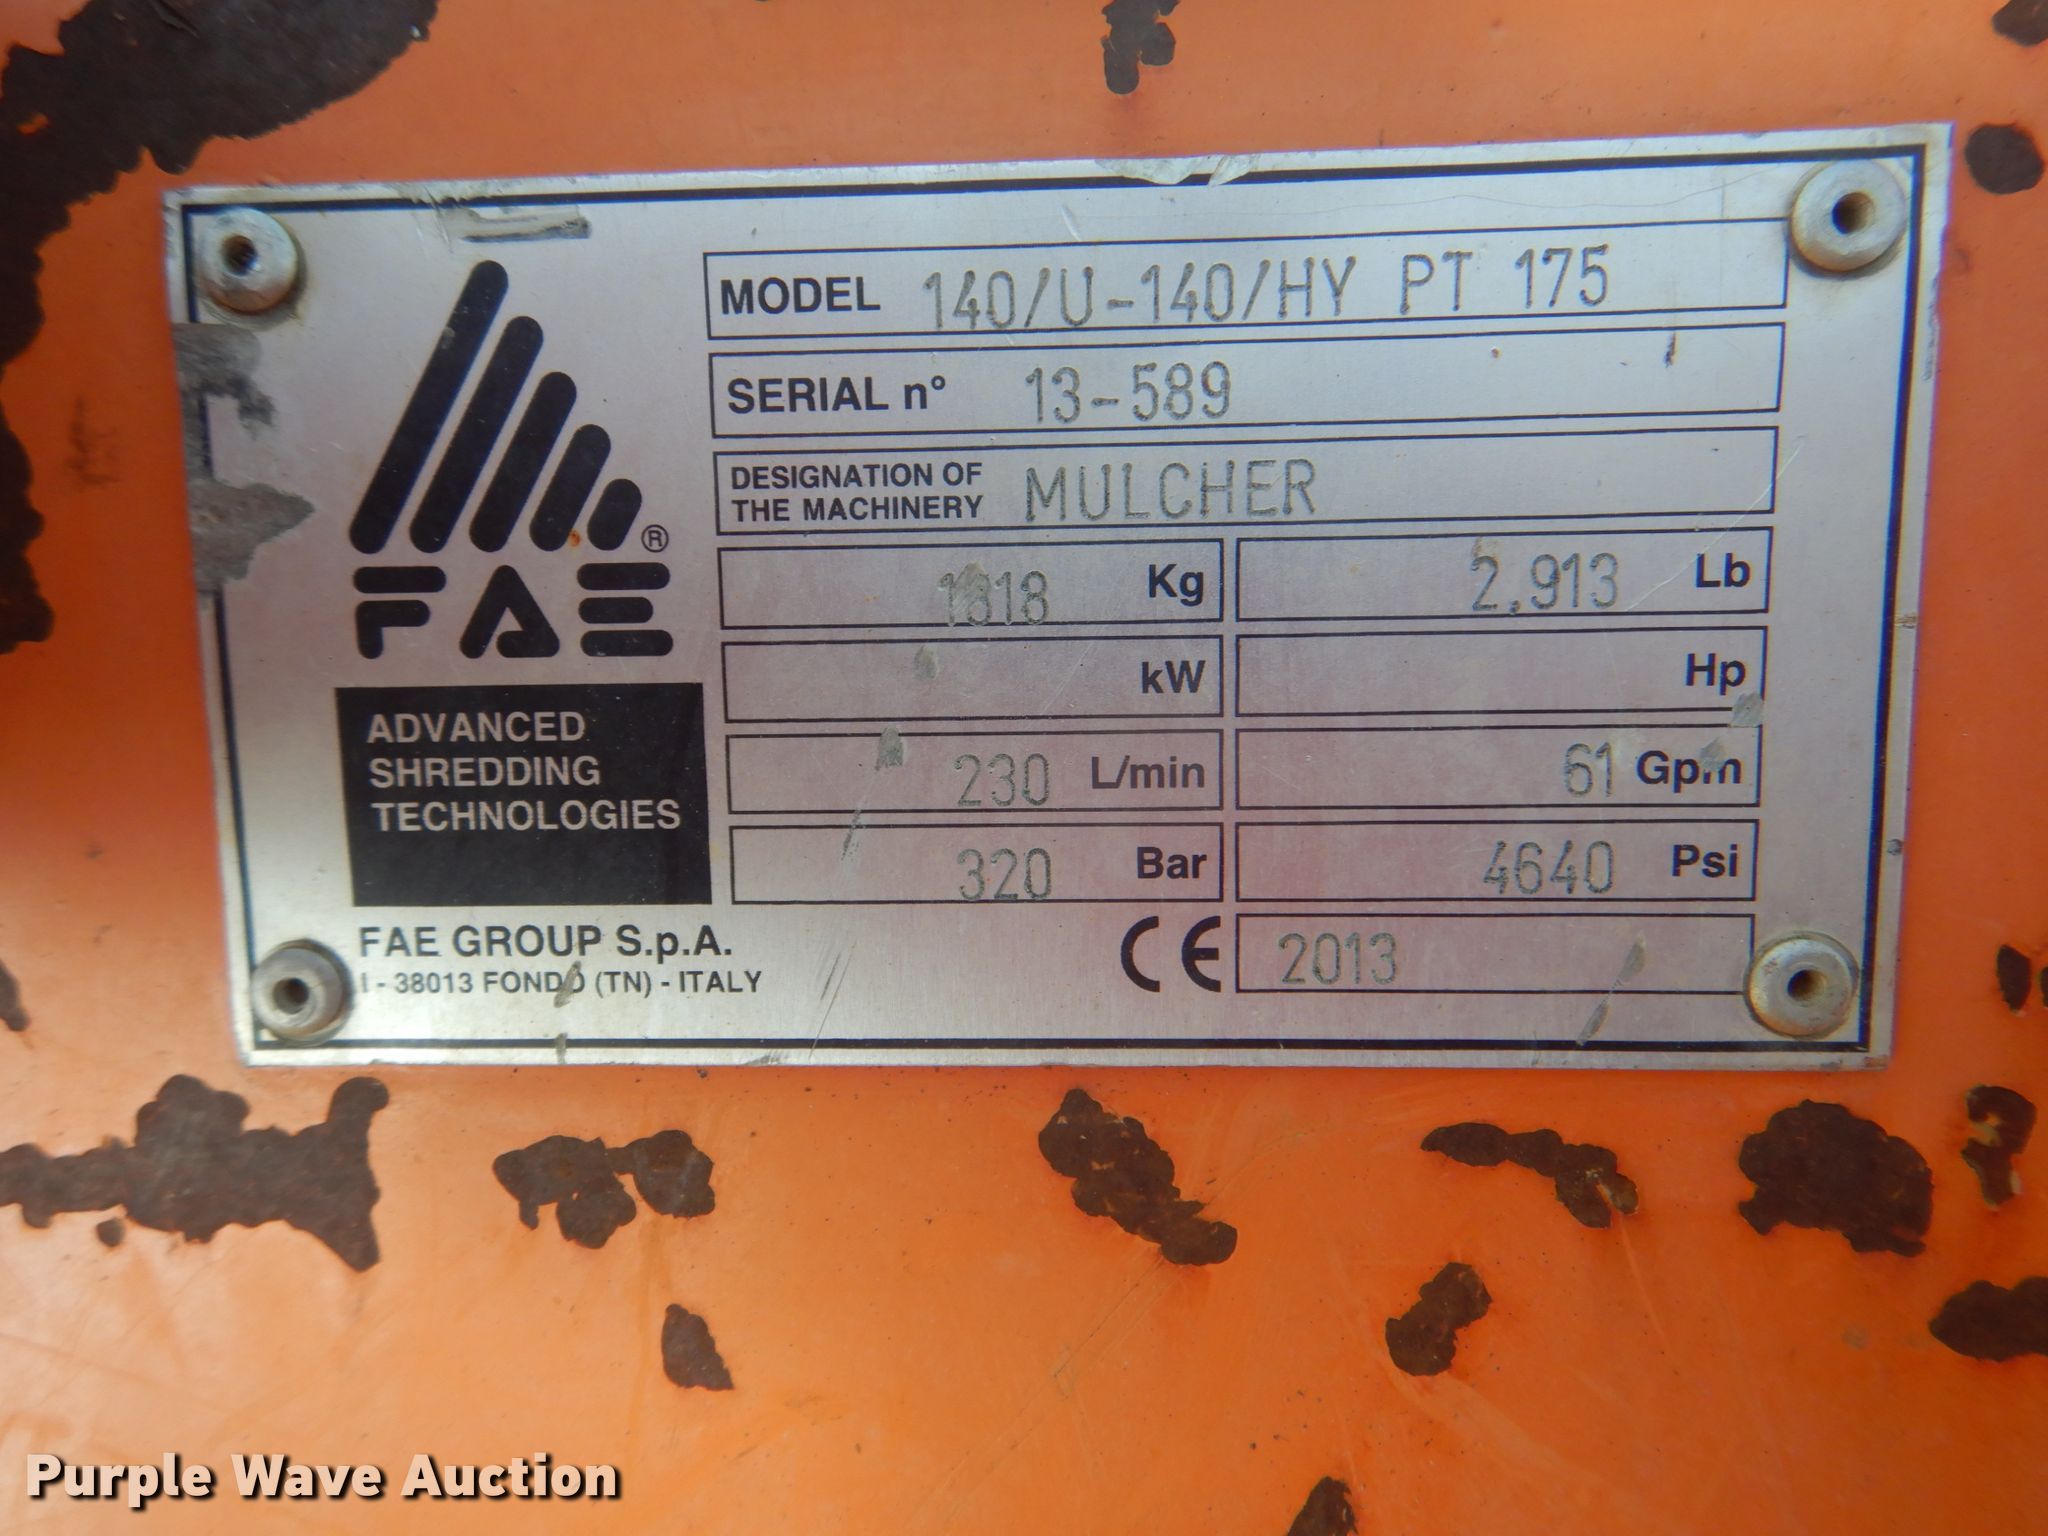 MODEL 140/U-140/HY PT 175
SERIAL n° 13-589
DESIGNATION OF
THE MACHINERY MULCHER
Kg 2,913 Lb
kW Hp
230 L/min 61 Gpm
320 Bar 4640 Psi
CE 2013
®
FAE
ADVANCED
SHREDDING
TECHNOLOGIES
FAE GROUP S.p.A.
I - 38013 FONDO (TN) - ITALY
Purple Wave Auction